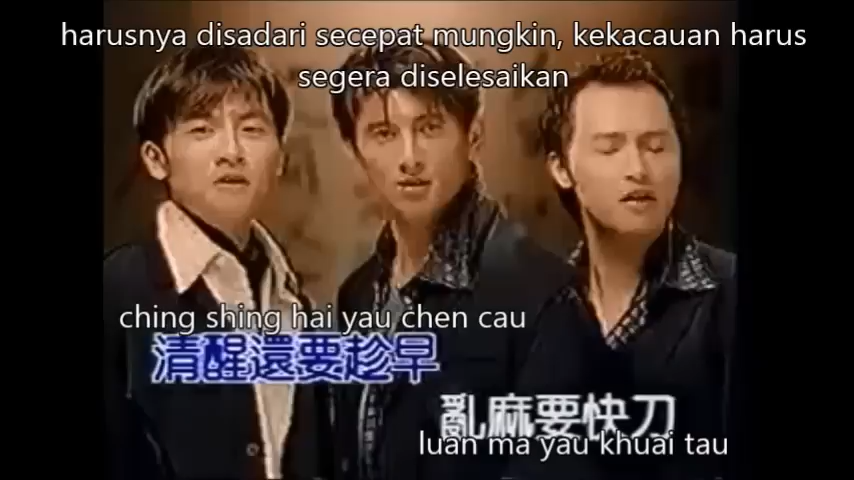 harusnya disadari secepat mungkin, kekacauan harus
segera diselesaikan
ching shing hai yau chen cau
清醒還要趁早
亂麻要快刀
luan ma yau khuai tau